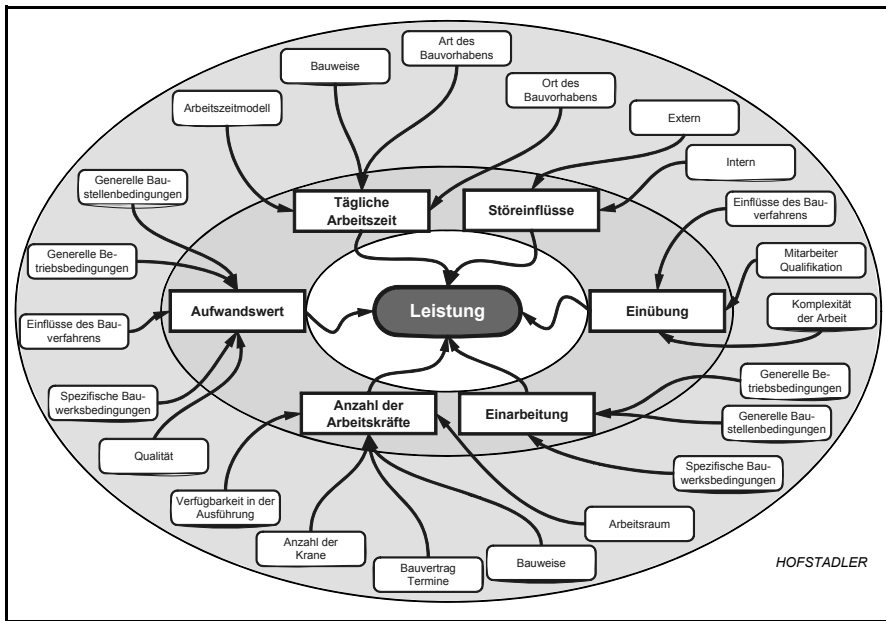 Art des
Bauvorhabens
Bauweise
Ort des
Bauvorhabens
Arbeitszeitmodell
Extern
Intern
Generelle Bau-
stellenbedingungen
Tägliche
Arbeitszeit
Störeinflüsse
Einflüsse des Bau-
verfahrens
Generelle Be-
triebsbedingungen
Mitarbeiter
Qualifikation
Aufwandswert
Leistung
Einübung
Komplexität
der Arbeit
Einflüsse des Bau-
verfahrens
Generelle Be-
triebsbedingungen
Spezifische Bau-
werksbedingungen
Anzahl der
Arbeitskräfte
Einarbeitung
Generelle Bau-
stellenbedingungen
Qualität
Spezifische Bau-
werksbedingungen
Verfügbarkeit in der
Ausführung
Arbeitsraum
Anzahl der
Krane
Bauvertrag
Termine
Bauweise
HOFSTADLER